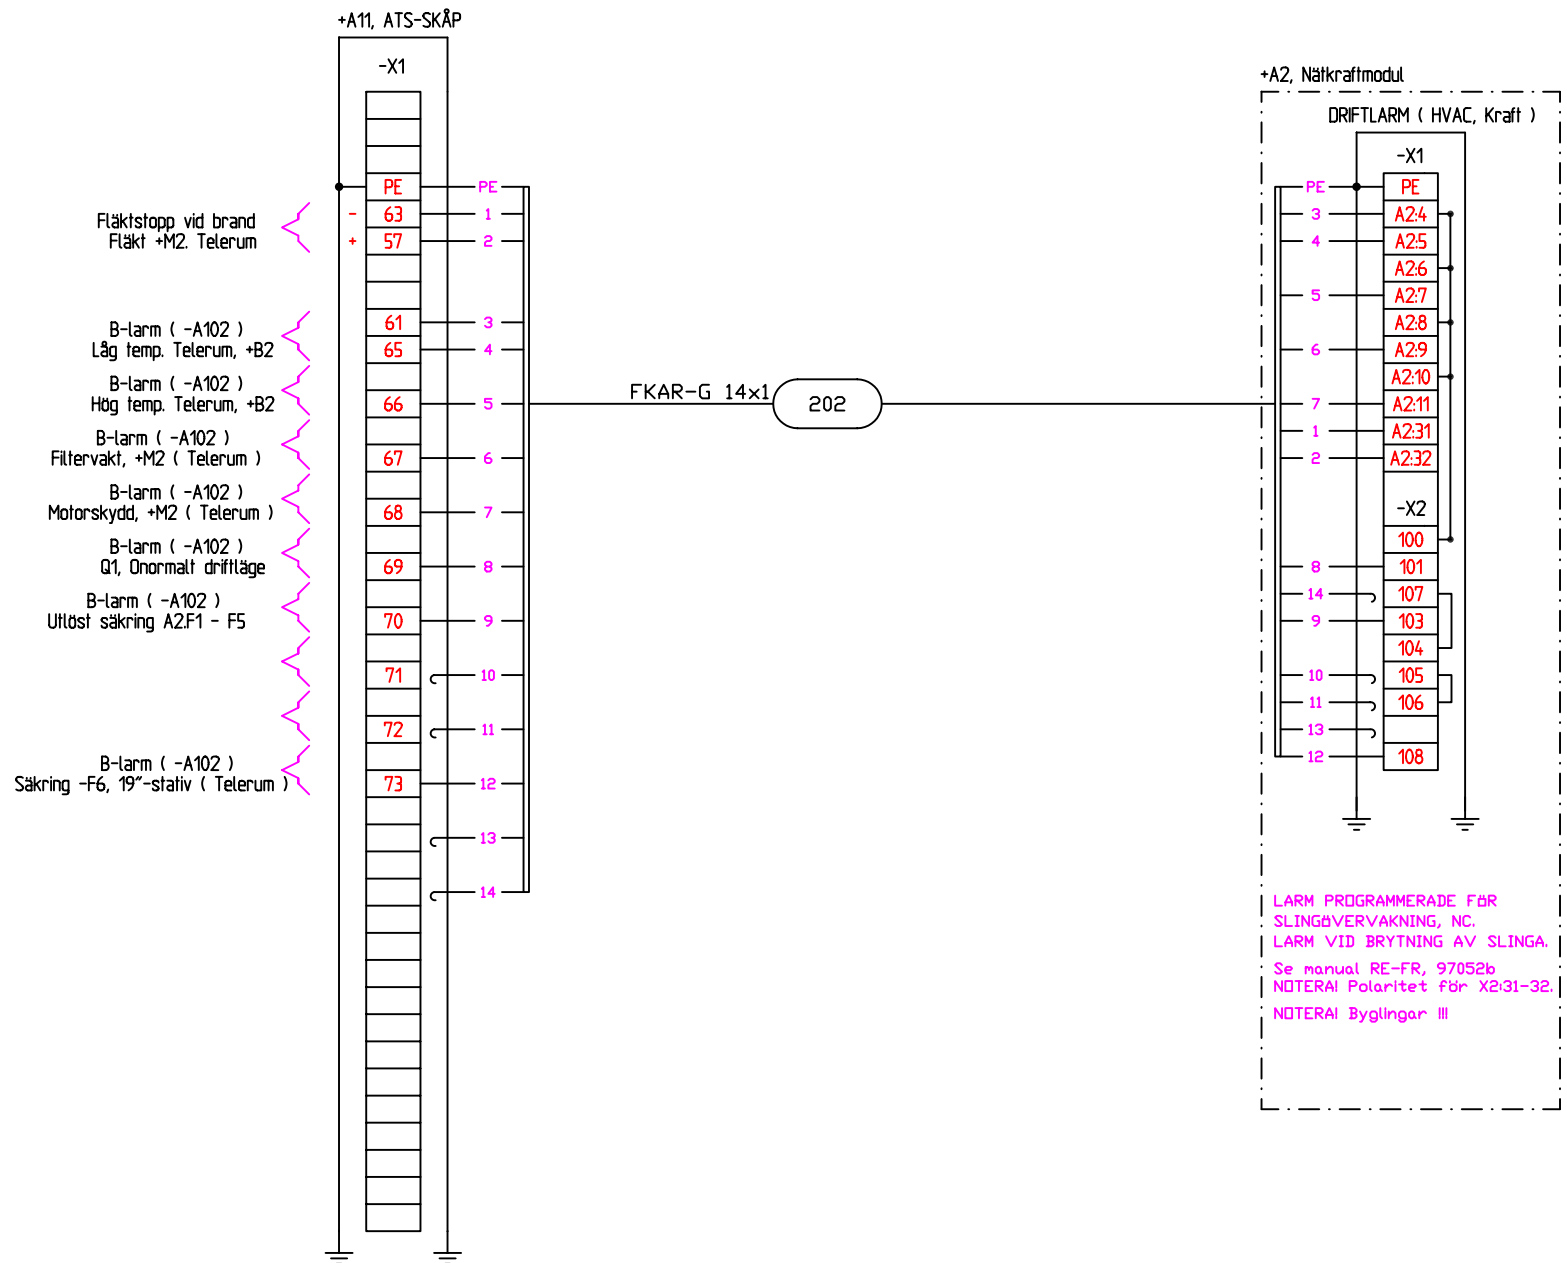 +A11, ATS-SKÅP
-X1
PE PE
Fläktstopp vid brand
Fläkt +M2. Telerum
- 63 1
+ 57 2
B-larm ( -A102 )
Låg temp. Telerum, +B2
61 3
65 4
B-larm ( -A102 )
Hög temp. Telerum, +B2
66 5
B-larm ( -A102 )
Filtervakt, +M2 ( Telerum )
67 6
B-larm ( -A102 )
Motorskydd, +M2 ( Telerum )
68 7
B-larm ( -A102 )
Q1, Onormalt driftläge
69 8
B-larm ( -A102 )
Utlöst säkring A2.F1 - F5
70 9
71 10
72 11
B-larm ( -A102 )
Säkring -F6, 19"-stativ ( Telerum )
73 12
13
14
FKAR-G 14x1
202
+A2, Nätkraftmodul
DRIFTLARM ( HVAC, Kraft )
-X1
PE PE
3 A2:4
4 A2:5
A2:6
5 A2:7
A2:8
6 A2:9
A2:10
7 A2:11
1 A2:31
2 A2:32
-X2
100
8 101
14 107
9 103
104
10 105
11 106
13
12 108
LARM PROGRAMMERADE FÖR
SLINGÖVERVAKNING, NC.
LARM VID BRYTNING AV SLINGA.
Se manual RE-FR, 97052b
NOTERA! Polaritet för X2:31-32.
NOTERA! Byglingar !!!